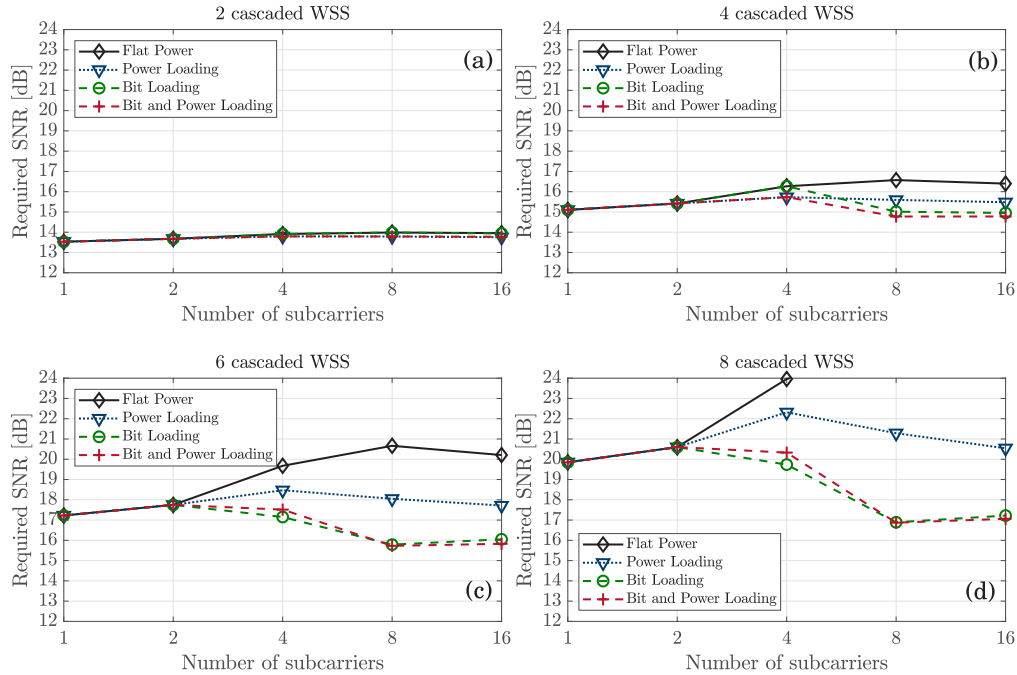 2 cascaded WSS
24
23
22
21
20
19
18
17
16
15
14
13
12
Required SNR [dB]
Flat Power
Power Loading
Bit Loading
Bit and Power Loading
(a)
1 2 4 8 16
Number of subcarriers
4 cascaded WSS
24
23
22
21
20
19
18
17
16
15
14
13
12
Required SNR [dB]
Flat Power
Power Loading
Bit Loading
Bit and Power Loading
(b)
1 2 4 8 16
Number of subcarriers
6 cascaded WSS
24
23
22
21
20
19
18
17
16
15
14
13
12
Required SNR [dB]
Flat Power
Power Loading
Bit Loading
Bit and Power Loading
(c)
1 2 4 8 16
Number of subcarriers
8 cascaded WSS
24
23
22
21
20
19
18
17
16
15
14
13
12
Required SNR [dB]
Flat Power
Power Loading
Bit Loading
Bit and Power Loading
(d)
1 2 4 8 16
Number of subcarriers